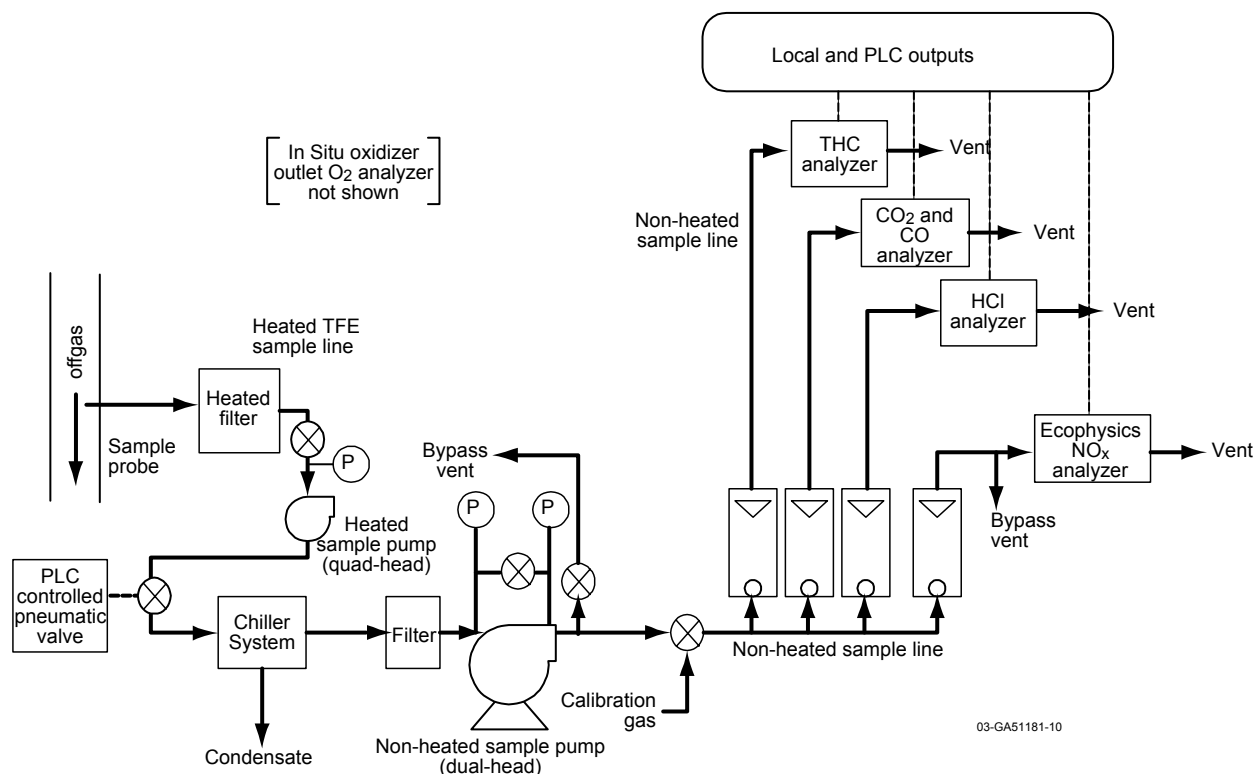 Local and PLC outputs
In Situ oxidizer
outlet O2 analyzer
not shown
THC
analyzer
Vent
Non-heated
sample line
CO2 and
CO
analyzer
Vent
HCl
analyzer
Vent
offgas
Heated TFE
sample line
Heated
filter
Sample
probe
P
Bypass
vent
Ecophysics
NOx
analyzer
Vent
P
P
Bypass
vent
Heated
sample pump
(quad-head)
PLC
controlled
pneumatic
valve
Chiller
System
Filter
Non-heated sample line
Calibration
gas
Condensate
Non-heated sample pump
(dual-head)
03-GA51181-10